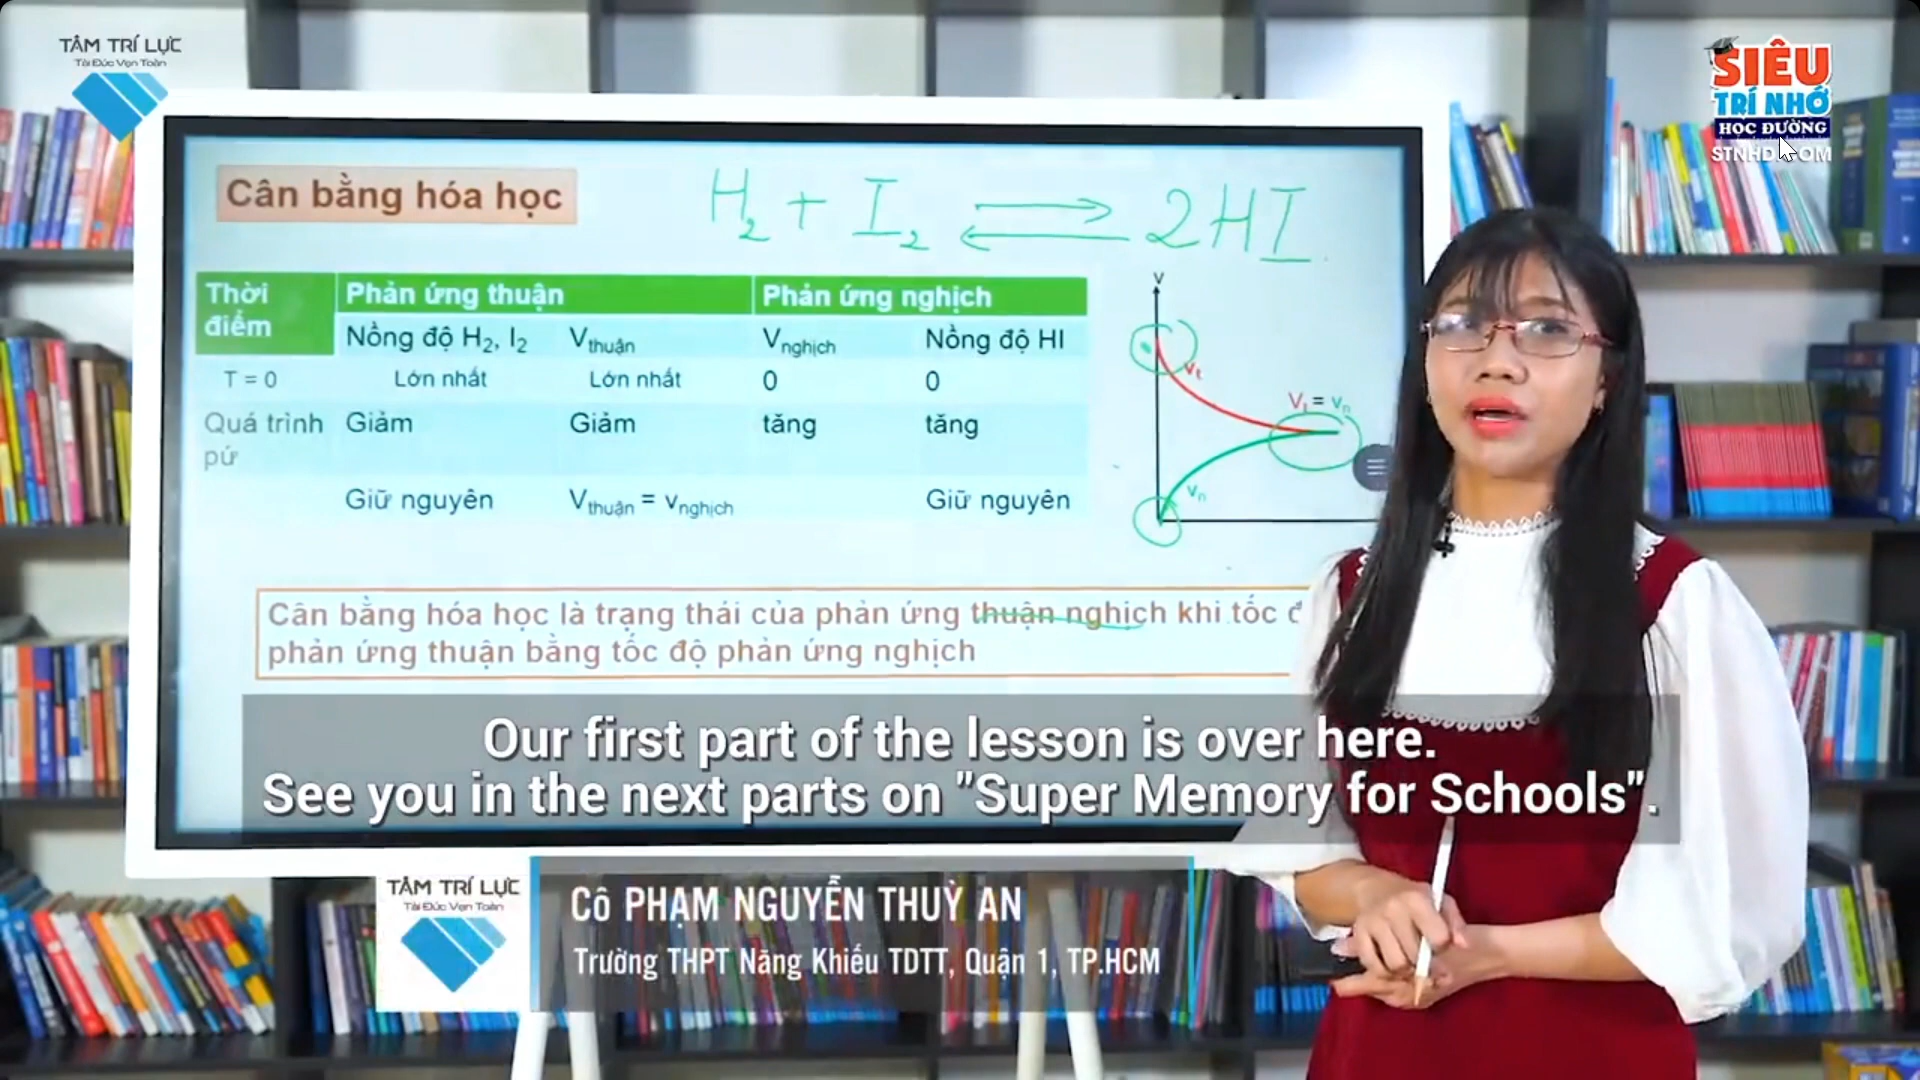 TÂM TRÍ LỰC
Tài Đức Vẹn Toàn
SIÊU
TRÍ NHỚ
HỌC ĐƯỜNG
STNHD.COM
Cân bằng hóa học
H₂ + I₂ ⇌ 2HI
Thời điểm Phản ứng thuận Phản ứng nghịch
Nồng độ H₂, I₂ Vthuận Vnghịch Nồng độ HI
T = 0 Lớn nhất Lớn nhất 0 0
Quá trình pứ Giảm Giảm tăng tăng
Giữ nguyên Vthuận = vnghịch Giữ nguyên
v
vt
Vt = vn
vn
Cân bằng hóa học là trạng thái của phản ứng thuận nghịch khi tốc
phản ứng thuận bằng tốc độ phản ứng nghịch
Our first part of the lesson is over here.
See you in the next parts on "Super Memory for Schools".
TÂM TRÍ LỰC
Tài Đức Vẹn Toàn
Cô PHẠM NGUYỄN THUỲ AN
Trường THPT Năng Khiếu TDTT, Quận 1, TP.HCM